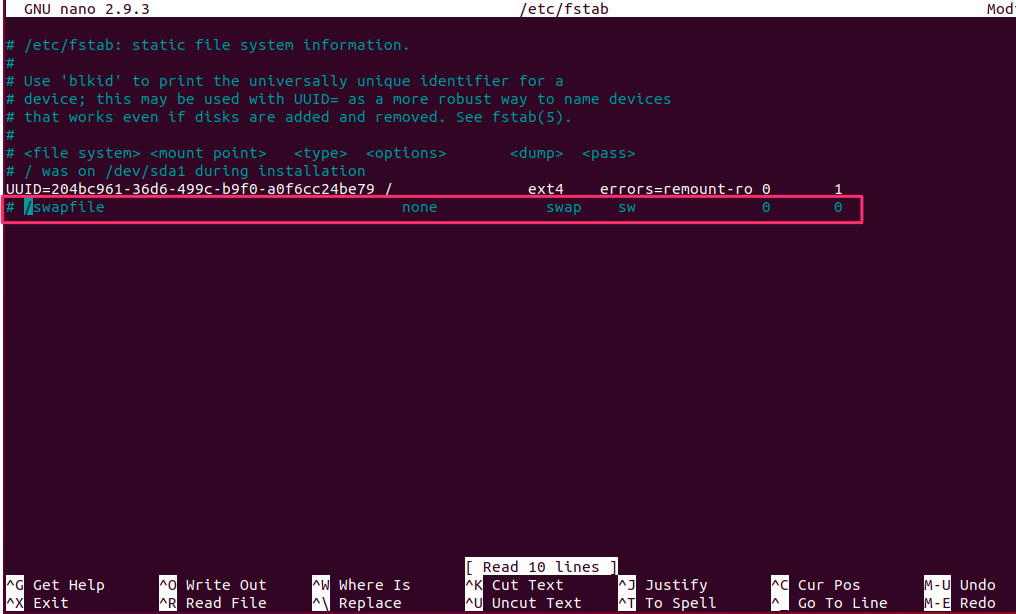 GNU nano 2.9.3 /etc/fstab Mod
# /etc/fstab: static file system information.
#
# Use 'blkid' to print the universally unique identifier for a
# device; this may be used with UUID= as a more robust way to name devices
# that works even if disks are added and removed. See fstab(5).
#
# <file system> <mount point> <type> <options> <dump> <pass>
# / was on /dev/sda1 during installation
UUID=204bc961-36d6-499c-b9f0-a0f6cc24be79 / ext4 errors=remount-ro 0 1
# /swapfile none swap sw 0 0
[ Read 10 lines ]
^G Get Help ^O Write Out ^W Where Is ^K Cut Text ^J Justify ^C Cur Pos M-U Undo
^X Exit ^R Read File ^\ Replace ^U Uncut Text ^T To Spell ^_ Go To Line M-E Redo